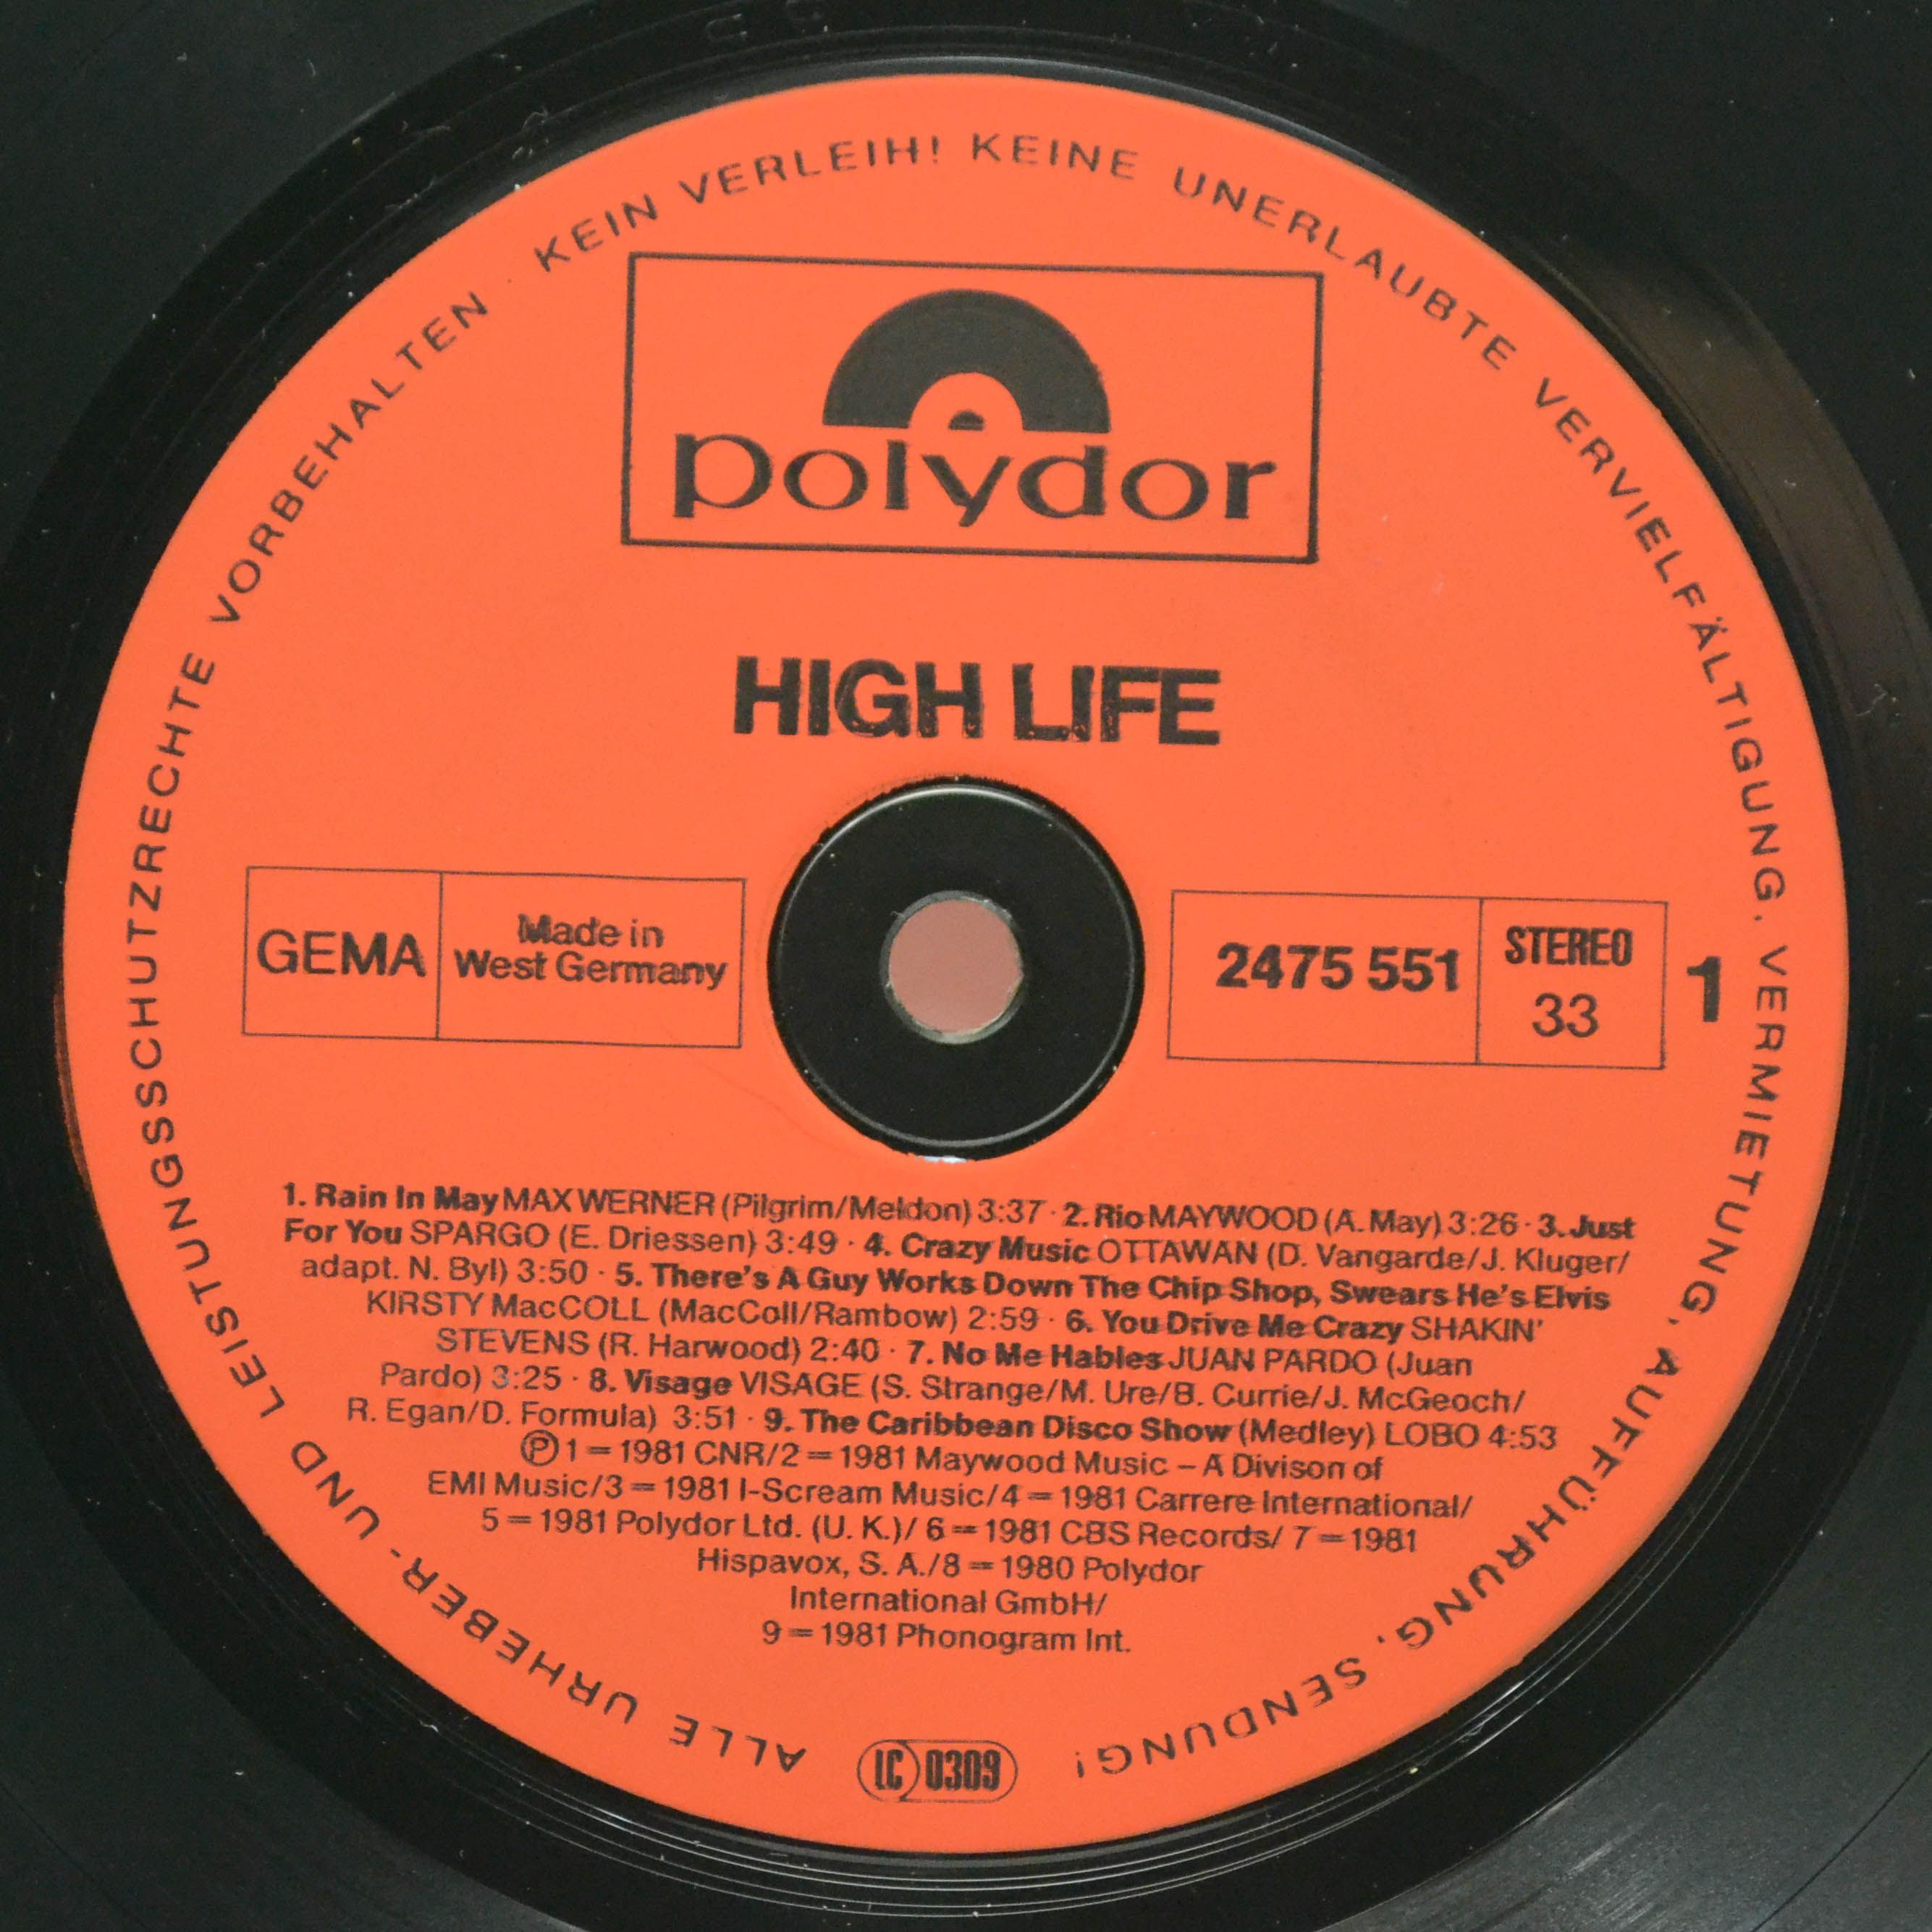 ALLE URHEBER- UND LEISTUNGSSCHUTZRECHTE VORBEHALTEN · KEIN VERLEIH! KEINE UNERLAUBTE VERVIELFÄLTIGUNG, VERMIETUNG, AUFFÜHRUNG, SENDUNG!
polydor
HIGH LIFE
GEMA
Made in
West Germany
2475 551
STEREO
33
1
1. Rain In May MAX WERNER (Pilgrim/Meldon) 3:37 · 2. Rio MAYWOOD (A. May) 3:26 · 3. Just
For You SPARGO (E. Driessen) 3:49 · 4. Crazy Music OTTAWAN (D. Vangarde/J. Kluger/
adapt. N. Byl) 3:50 · 5. There's A Guy Works Down The Chip Shop, Swears He's Elvis
KIRSTY MacCOLL (MacColl/Rambow) 2:59 · 6. You Drive Me Crazy SHAKIN'
STEVENS (R. Harwood) 2:40 · 7. No Me Hables JUAN PARDO (Juan
Pardo) 3:25 · 8. Visage VISAGE (S. Strange/M. Ure/B. Currie/J. McGeoch/
R. Egan/D. Formula) 3:51 · 9. The Caribbean Disco Show (Medley) LOBO 4:53
Ⓟ 1 = 1981 CNR/2 = 1981 Maywood Music – A Divison of
EMI Music/3 = 1981 I-Scream Music/4 = 1981 Carrere International/
5 = 1981 Polydor Ltd. (U. K.)/ 6 = 1981 CBS Records/ 7 = 1981
Hispavox, S. A./8 = 1980 Polydor
International GmbH/
9 = 1981 Phonogram Int.
LC 0309